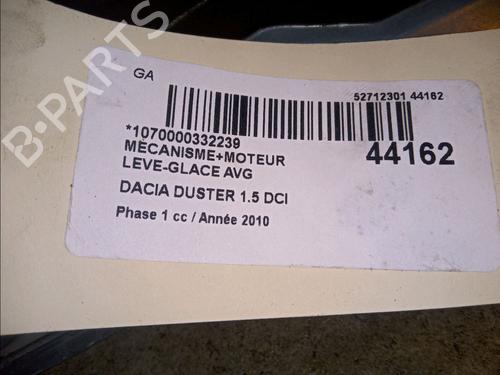 GA
52712301 44162
*1070000332239
MÉCANISME+MOTEUR
LEVE-GLACE AVG
44162
DACIA DUSTER 1.5 DCI
Phase 1 cc / Année 2010
B-PARTS